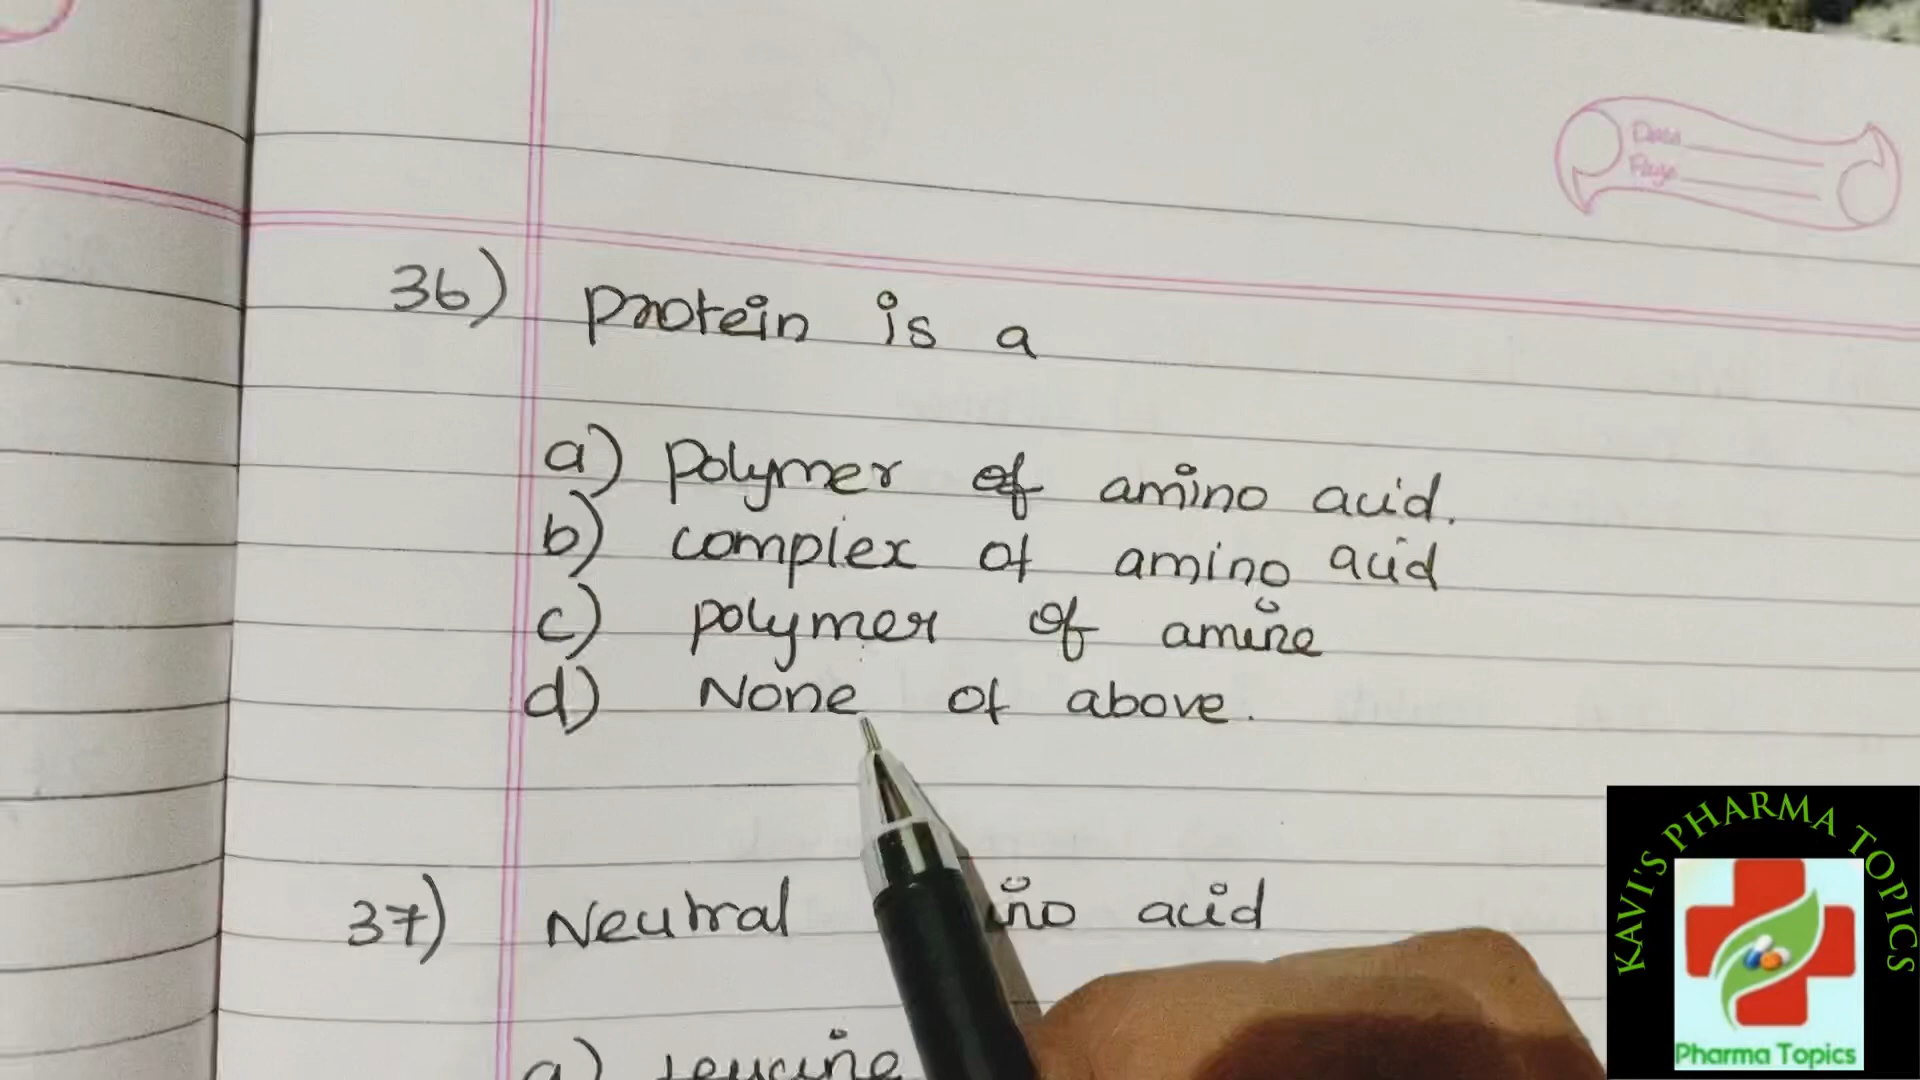 Date
Page
36) Protein is a
a) Polymer of amino acid.
b) complex of amino acid
c) polymer of amine
d) None of above.
37) Neutral ino acid
a) leucine
KAVI'S PHARMA TOPICS
Pharma Topics